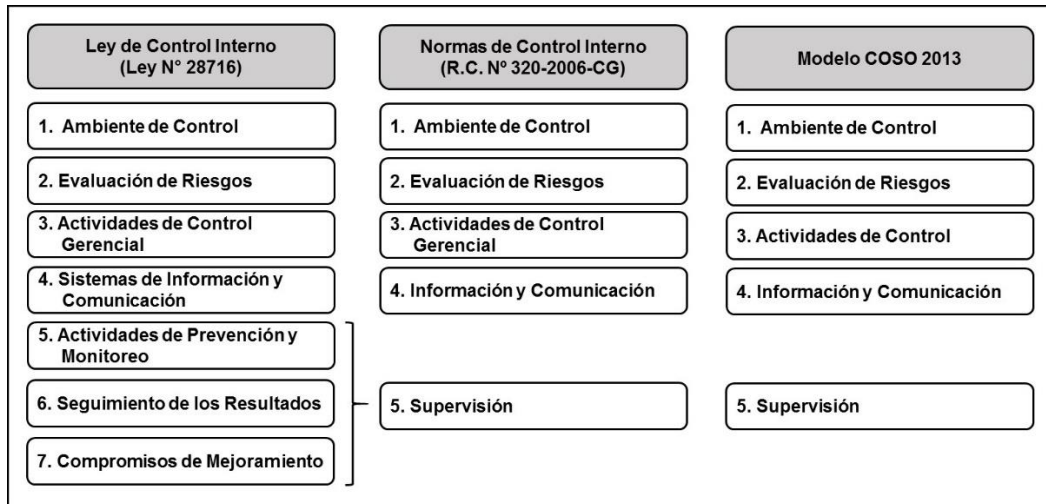 Ley de Control Interno
(Ley N° 28716)
1. Ambiente de Control
2. Evaluación de Riesgos
3. Actividades de Control
Gerencial
4. Sistemas de Información y
Comunicación
5. Actividades de Prevención y
Monitoreo
6. Seguimiento de los Resultados
7. Compromisos de Mejoramiento
Normas de Control Interno
(R.C. Nº 320-2006-CG)
1. Ambiente de Control
2. Evaluación de Riesgos
3. Actividades de Control
Gerencial
4. Información y Comunicación
5. Supervisión
Modelo COSO 2013
1. Ambiente de Control
2. Evaluación de Riesgos
3. Actividades de Control
4. Información y Comunicación
5. Supervisión